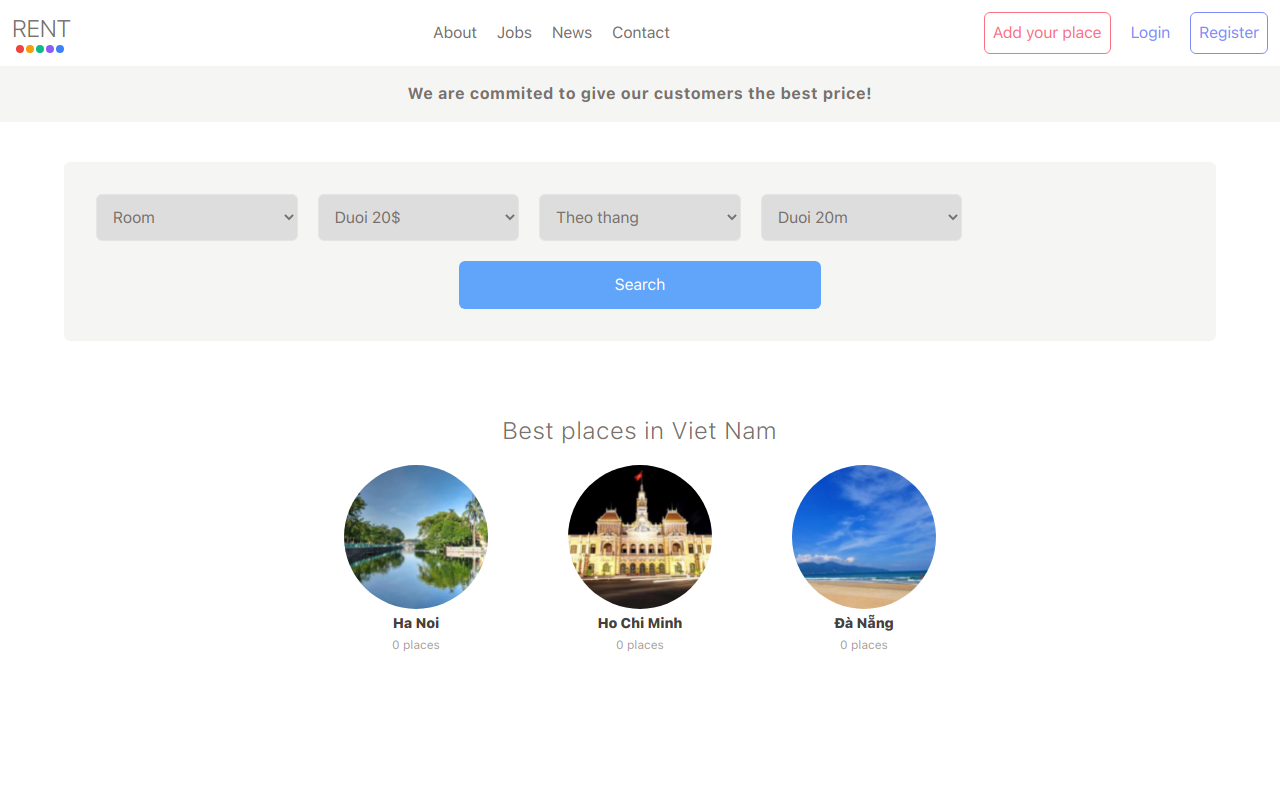 RENT About Jobs News Contact Add your place Login Register
We are commited to give our customers the best price!
Room Duoi 20$ Theo thang Duoi 20m
Search
Best places in Viet Nam
Ha Noi Ho Chi Minh Đà Nẵng
0 places 0 places 0 places